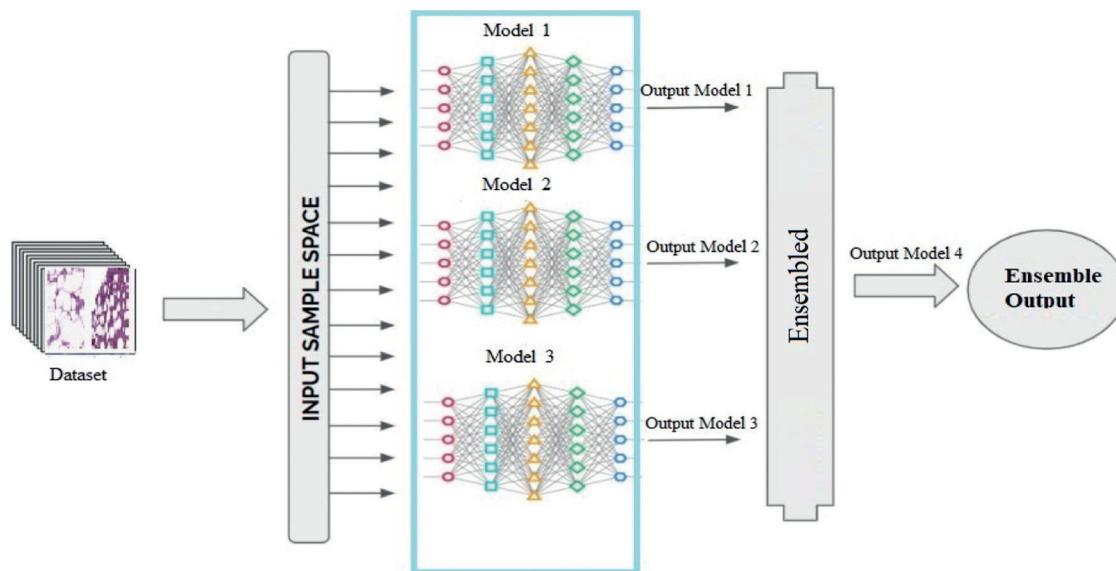 Dataset
INPUT SAMPLE SPACE
Model 1
Model 2
Model 3
Output Model 1
Output Model 2
Output Model 3
Ensembled
Output Model 4
Ensemble
Output